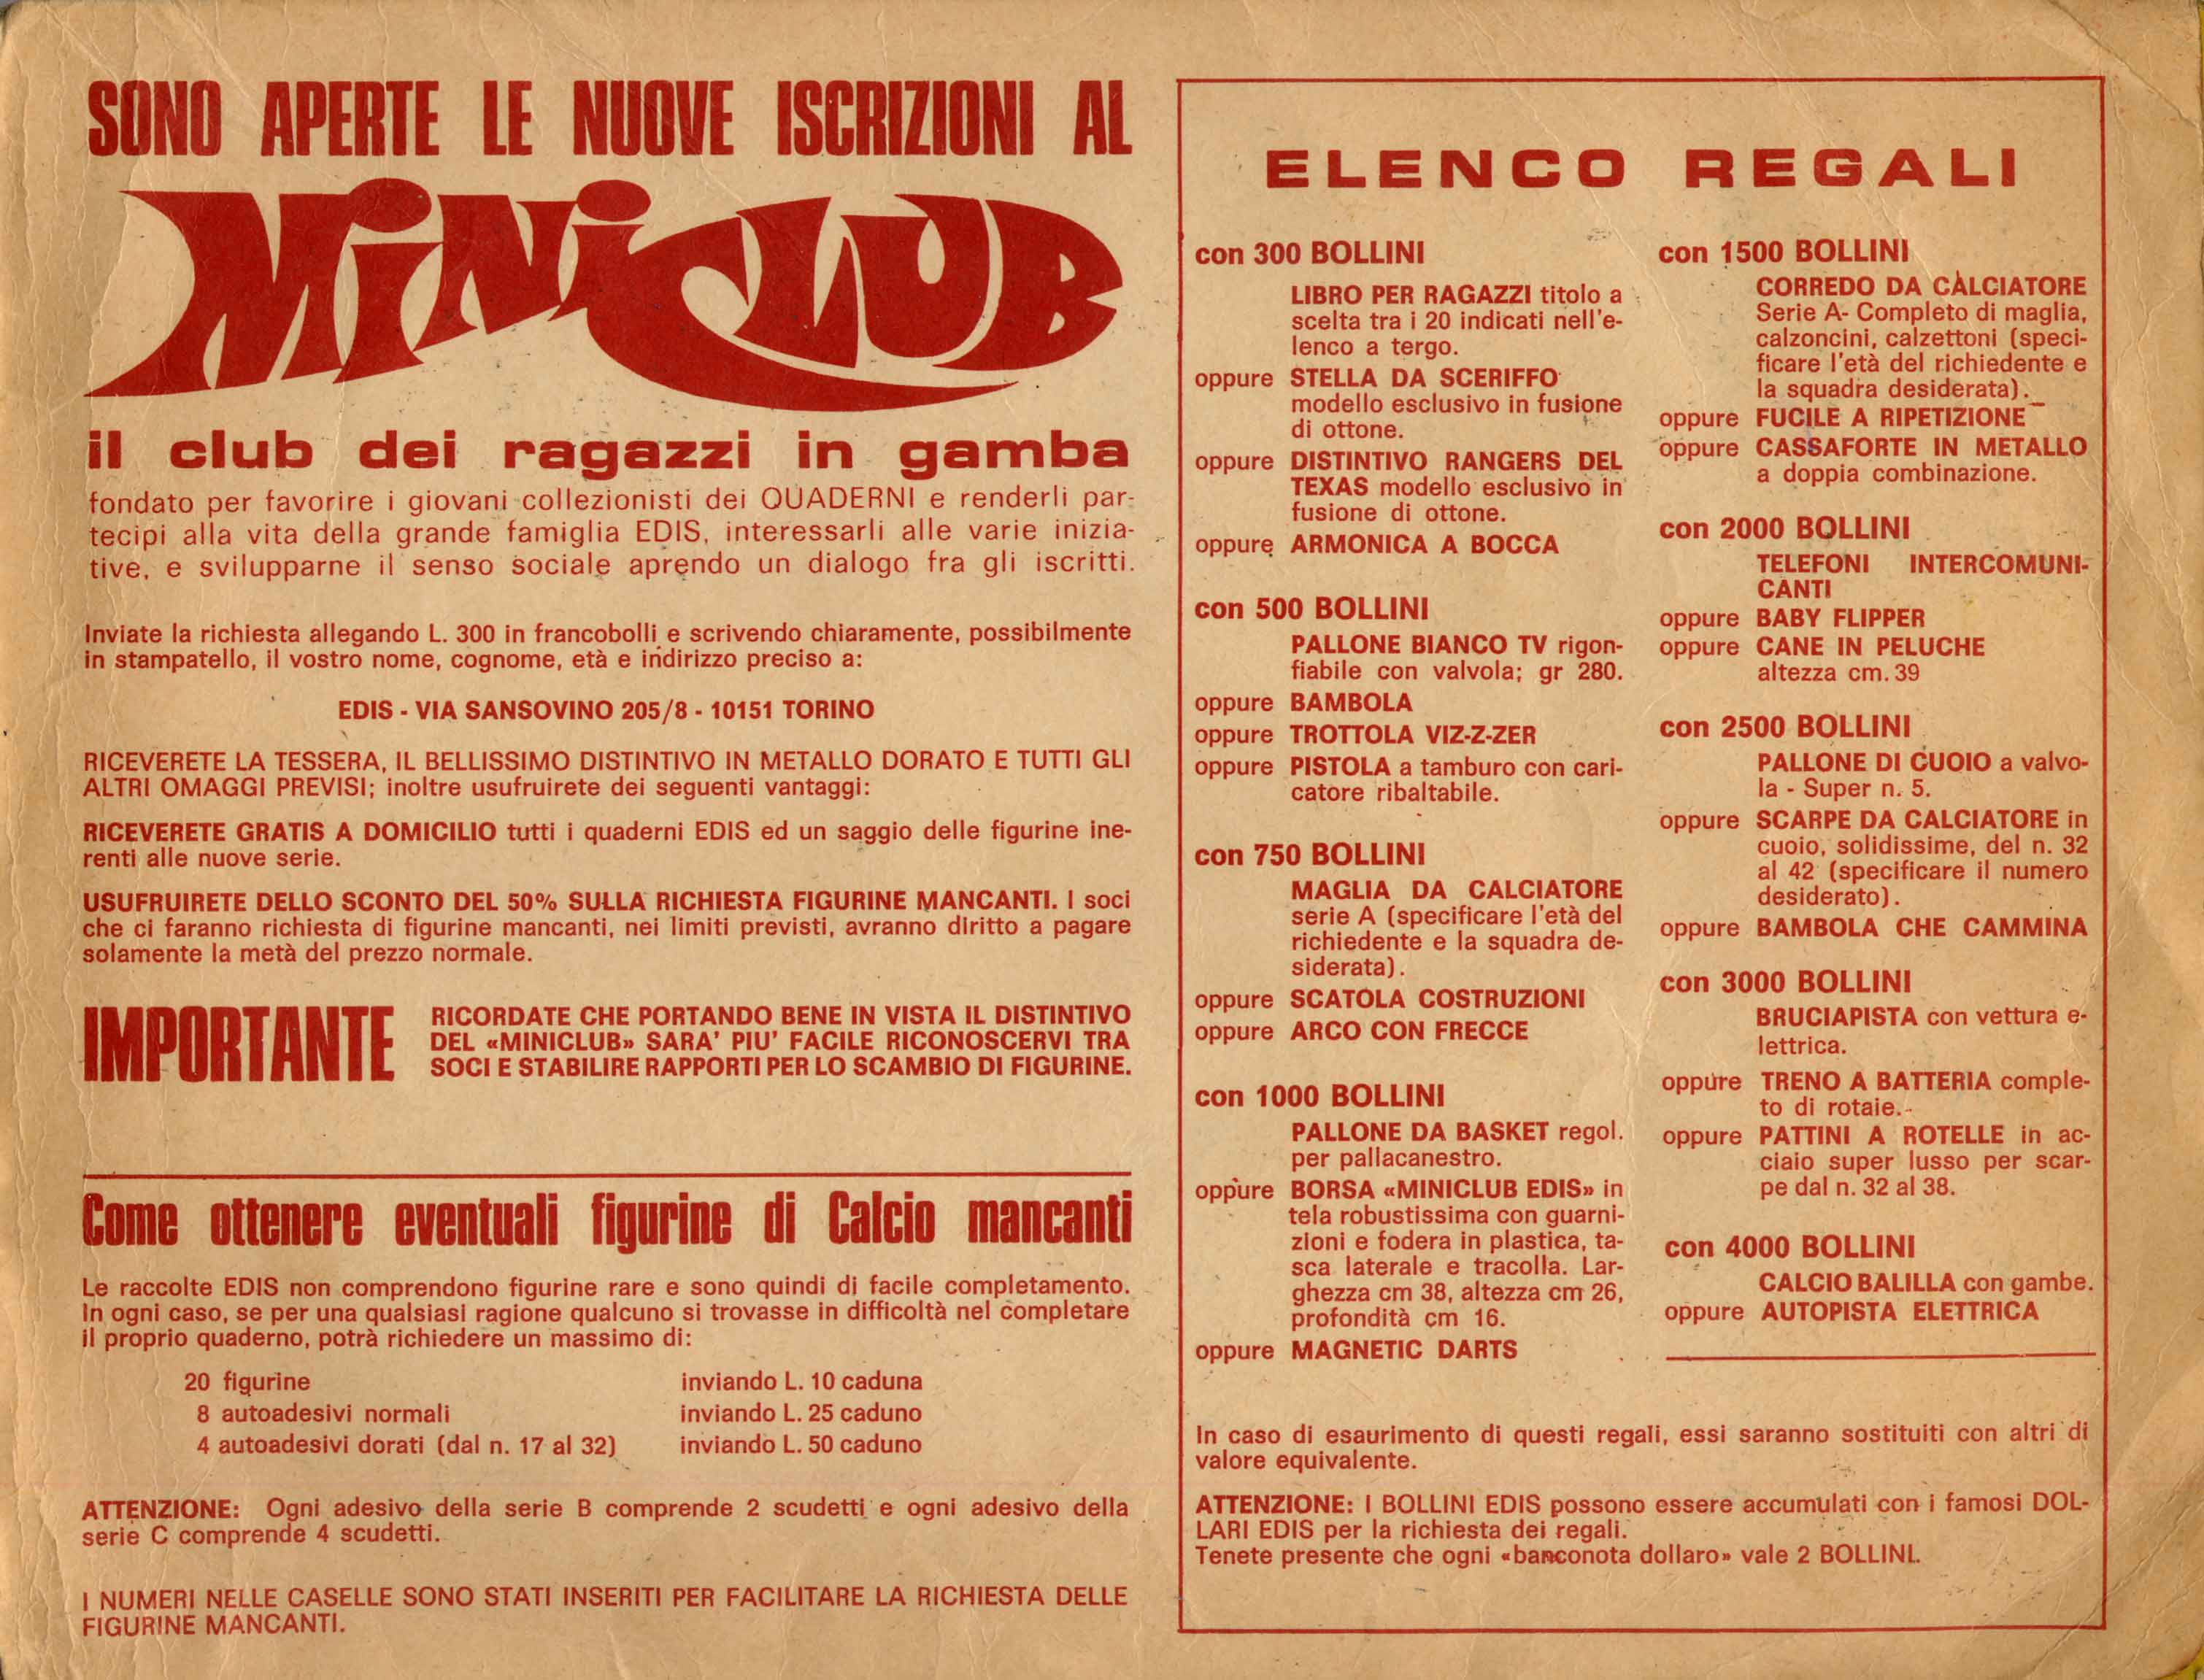 SONO APERTE LE NUOVE ISCRIZIONI AL
MiNiCLUB
il club dei ragazzi in gamba
fondato per favorire i giovani collezionisti dei QUADERNI e renderli par-
tecipi alla vita della grande famiglia EDIS, interessarli alle varie inizia-
tive, e svilupparne il senso sociale aprendo un dialogo fra gli iscritti.
Inviate la richiesta allegando L. 300 in francobolli e scrivendo chiaramente, possibilmente
in stampatello, il vostro nome, cognome, età e indirizzo preciso a:
EDIS - VIA SANSOVINO 205/8 - 10151 TORINO
RICEVERETE LA TESSERA, IL BELLISSIMO DISTINTIVO IN METALLO DORATO E TUTTI GLI
ALTRI OMAGGI PREVISI; inoltre usufruirete dei seguenti vantaggi:
RICEVERETE GRATIS A DOMICILIO tutti i quaderni EDIS ed un saggio delle figurine ine-
renti alle nuove serie.
USUFRUIRETE DELLO SCONTO DEL 50% SULLA RICHIESTA FIGURINE MANCANTI. I soci
che ci faranno richiesta di figurine mancanti, nei limiti previsti, avranno diritto a pagare
solamente la metà del prezzo normale.
IMPORTANTE
RICORDATE CHE PORTANDO BENE IN VISTA IL DISTINTIVO
DEL «MINICLUB» SARA' PIU' FACILE RICONOSCERVI TRA
SOCI E STABILIRE RAPPORTI PER LO SCAMBIO DI FIGURINE.
Come ottenere eventuali figurine di Calcio mancanti
Le raccolte EDIS non comprendono figurine rare e sono quindi di facile completamento.
In ogni caso, se per una qualsiasi ragione qualcuno si trovasse in difficoltà nel completare
il proprio quaderno, potrà richiedere un massimo di:
20 figurine inviando L. 10 caduna
8 autoadesivi normali inviando L. 25 caduno
4 autoadesivi dorati (dal n. 17 al 32) inviando L. 50 caduno
ATTENZIONE: Ogni adesivo della serie B comprende 2 scudetti e ogni adesivo della
serie C comprende 4 scudetti.
I NUMERI NELLE CASELLE SONO STATI INSERITI PER FACILITARE LA RICHIESTA DELLE
FIGURINE MANCANTI.
ELENCO REGALI
con 300 BOLLINI
LIBRO PER RAGAZZI titolo a
scelta tra i 20 indicati nell'e-
lenco a tergo.
oppure STELLA DA SCERIFFO
modello esclusivo in fusione
di ottone.
oppure DISTINTIVO RANGERS DEL
TEXAS modello esclusivo in
fusione di ottone.
oppure ARMONICA A BOCCA
con 500 BOLLINI
PALLONE BIANCO TV rigon-
fiabile con valvola; gr 280.
oppure BAMBOLA
oppure TROTTOLA VIZ-Z-ZER
oppure PISTOLA a tamburo con cari-
catore ribaltabile.
con 750 BOLLINI
MAGLIA DA CALCIATORE
serie A (specificare l'età del
richiedente e la squadra de-
siderata).
oppure SCATOLA COSTRUZIONI
oppure ARCO CON FRECCE
con 1000 BOLLINI
PALLONE DA BASKET regol.
per pallacanestro.
oppure BORSA «MINICLUB EDIS» in
tela robustissima con guarni-
zioni e fodera in plastica, ta-
sca laterale e tracolla. Lar-
ghezza cm 38, altezza cm 26,
profondità cm 16.
oppure MAGNETIC DARTS
con 1500 BOLLINI
CORREDO DA CALCIATORE
Serie A- Completo di maglia,
calzoncini, calzettoni (speci-
ficare l'età del richiedente e
la squadra desiderata).
oppure FUCILE A RIPETIZIONE
oppure CASSAFORTE IN METALLO
a doppia combinazione.
con 2000 BOLLINI
TELEFONI INTERCOMUNI-
CANTI
oppure BABY FLIPPER
oppure CANE IN PELUCHE
altezza cm. 39
con 2500 BOLLINI
PALLONE DI CUOIO a valvo-
la - Super n. 5.
oppure SCARPE DA CALCIATORE in
cuoio, solidissime, del n. 32
al 42 (specificare il numero
desiderato).
oppure BAMBOLA CHE CAMMINA
con 3000 BOLLINI
BRUCIAPISTA con vettura e-
lettrica.
oppure TRENO A BATTERIA comple-
to di rotaie.
oppure PATTINI A ROTELLE in ac-
ciaio super lusso per scar-
pe dal n. 32 al 38.
con 4000 BOLLINI
CALCIO BALILLA con gambe.
oppure AUTOPISTA ELETTRICA
In caso di esaurimento di questi regali, essi saranno sostituiti con altri di
valore equivalente.
ATTENZIONE: I BOLLINI EDIS possono essere accumulati con i famosi DOL-
LARI EDIS per la richiesta dei regali.
Tenete presente che ogni «banconota dollaro» vale 2 BOLLINI.